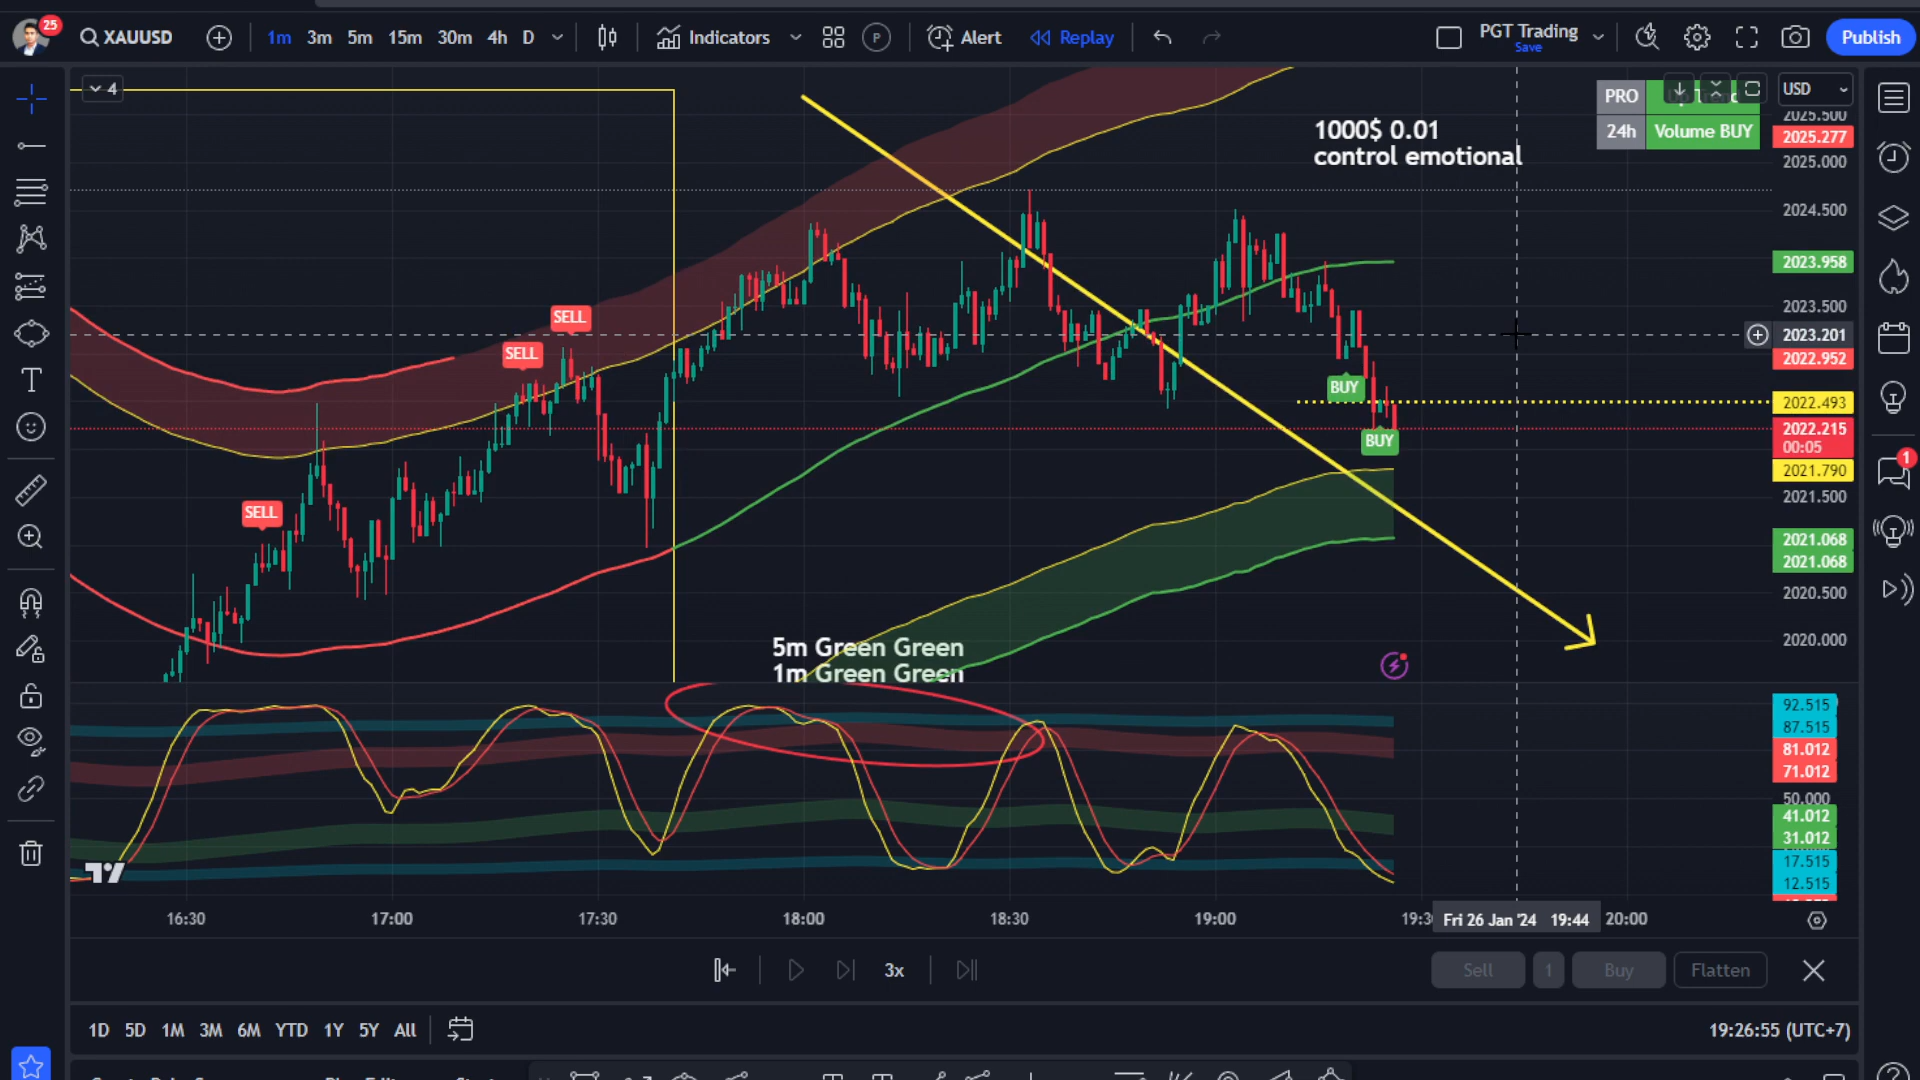 25
XAUUSD
1m 3m 5m 15m 30m 4h D
Indicators
P
Alert
Replay
PGT Trading
Save
Publish
4
1000$ 0.01
control emotional
PRO
24h Volume BUY
USD
2025.500
2025.277
2025.000
2024.500
2023.958
2023.500
2023.201
2022.952
2022.493
2022.215
00:05
2021.790
2021.500
2021.068
2021.068
2020.500
2020.000
SELL
SELL
SELL
BUY
BUY
5m Green Green
1m Green Green
1
92.515
87.515
81.012
71.012
50.000
41.012
31.012
17.515
12.515
16:30 17:00 17:30 18:00 18:30 19:00 19:30 Fri 26 Jan '24 19:44 20:00
3x
Sell 1 Buy Flatten
1D 5D 1M 3M 6M YTD 1Y 5Y All
19:26:55 (UTC+7)